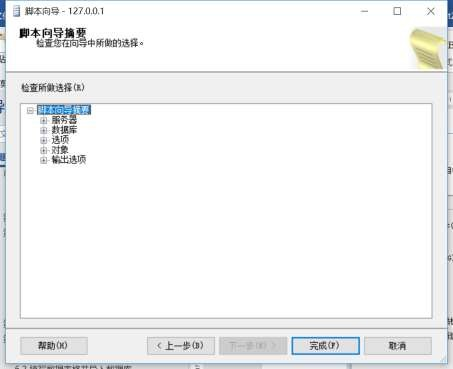 脚本向导 - 127.0.0.1
脚本向导摘要
检查您在向导中所做的选择。
检查所做选择(R)
脚本向导摘要
服务器
数据库
选项
对象
输出选项
帮助(H)
< 上一步(B)
下一步(N) >
完成(F)
取消